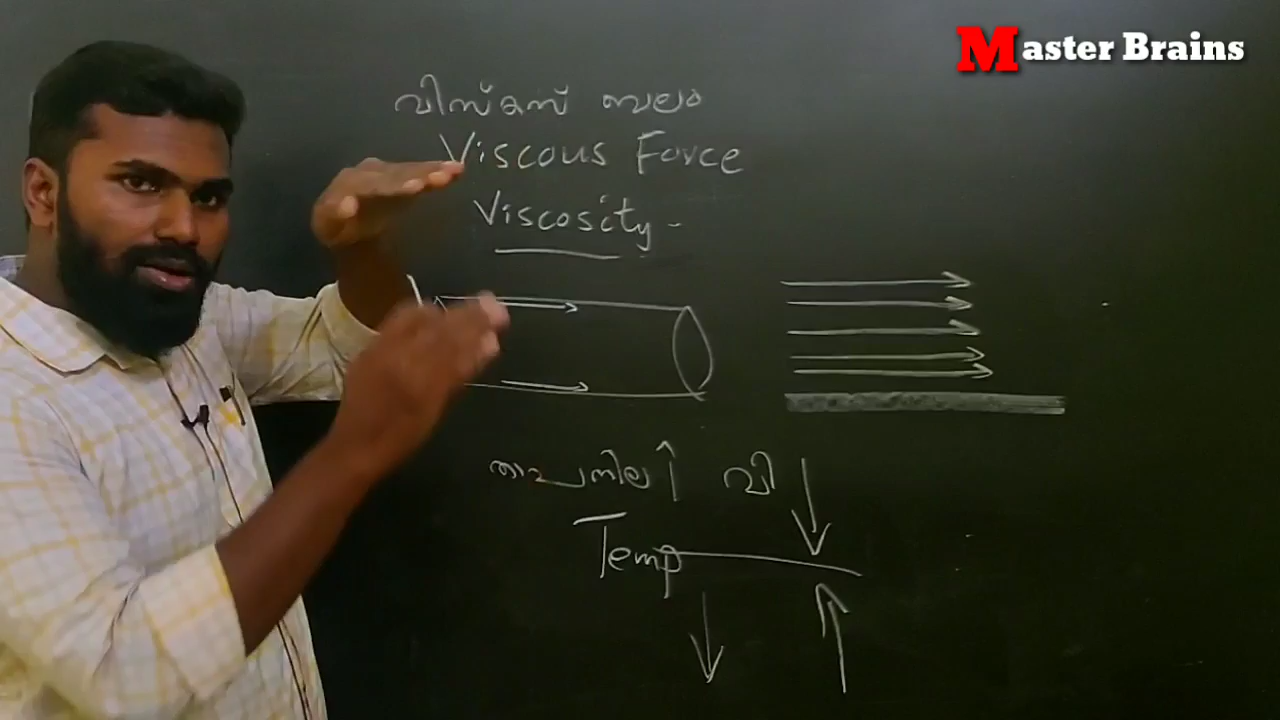 Master Brains
വിസ്കസ് ബലം
Viscous Force
Viscosity -
താപനില ↑ വി ↓
Temp
↓ ↑